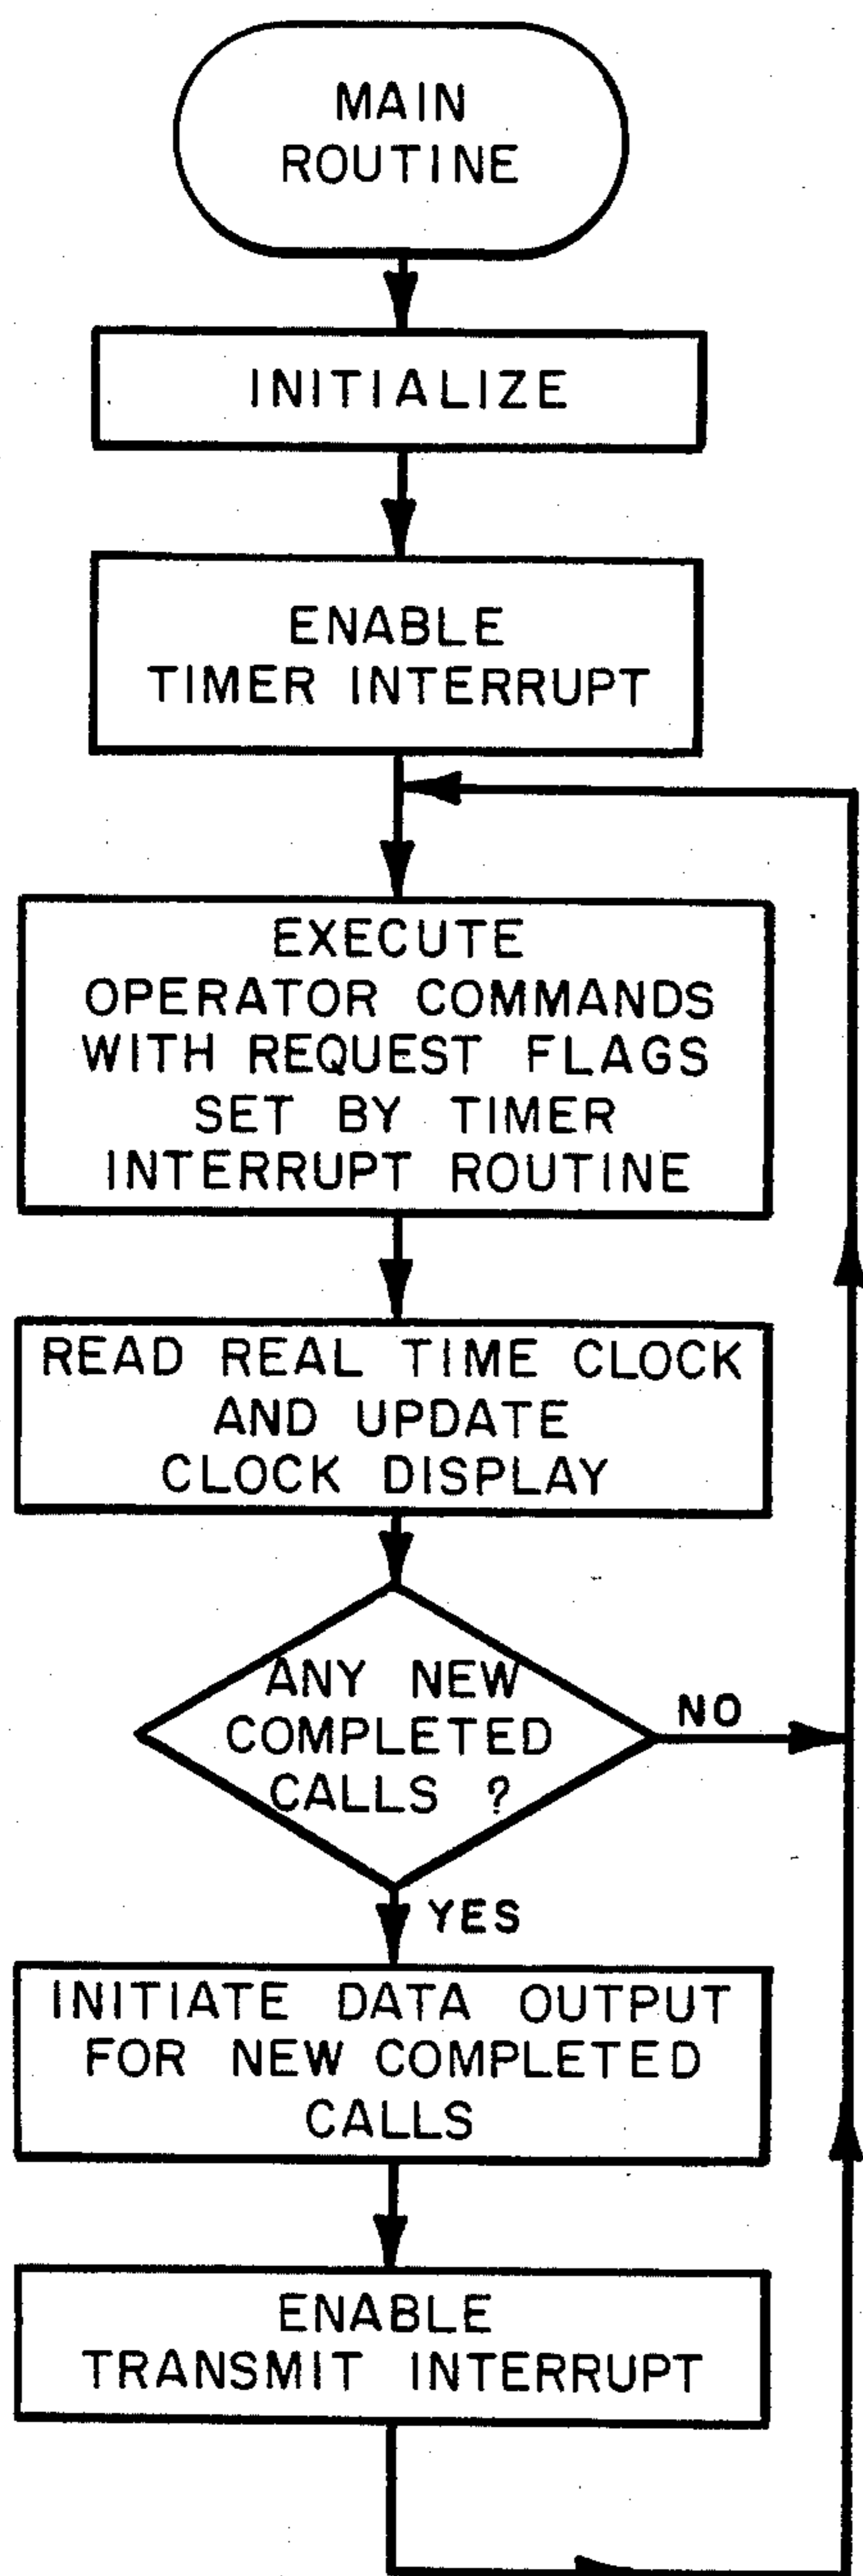 MAIN
ROUTINE
INITIALIZE
ENABLE
TIMER INTERRUPT
EXECUTE
OPERATOR COMMANDS
WITH REQUEST FLAGS
SET BY TIMER
INTERRUPT ROUTINE
READ REAL TIME CLOCK
AND UPDATE
CLOCK DISPLAY
ANY NEW
COMPLETED
CALLS ?
NO
YES
INITIATE DATA OUTPUT
FOR NEW COMPLETED
CALLS
ENABLE
TRANSMIT INTERRUPT